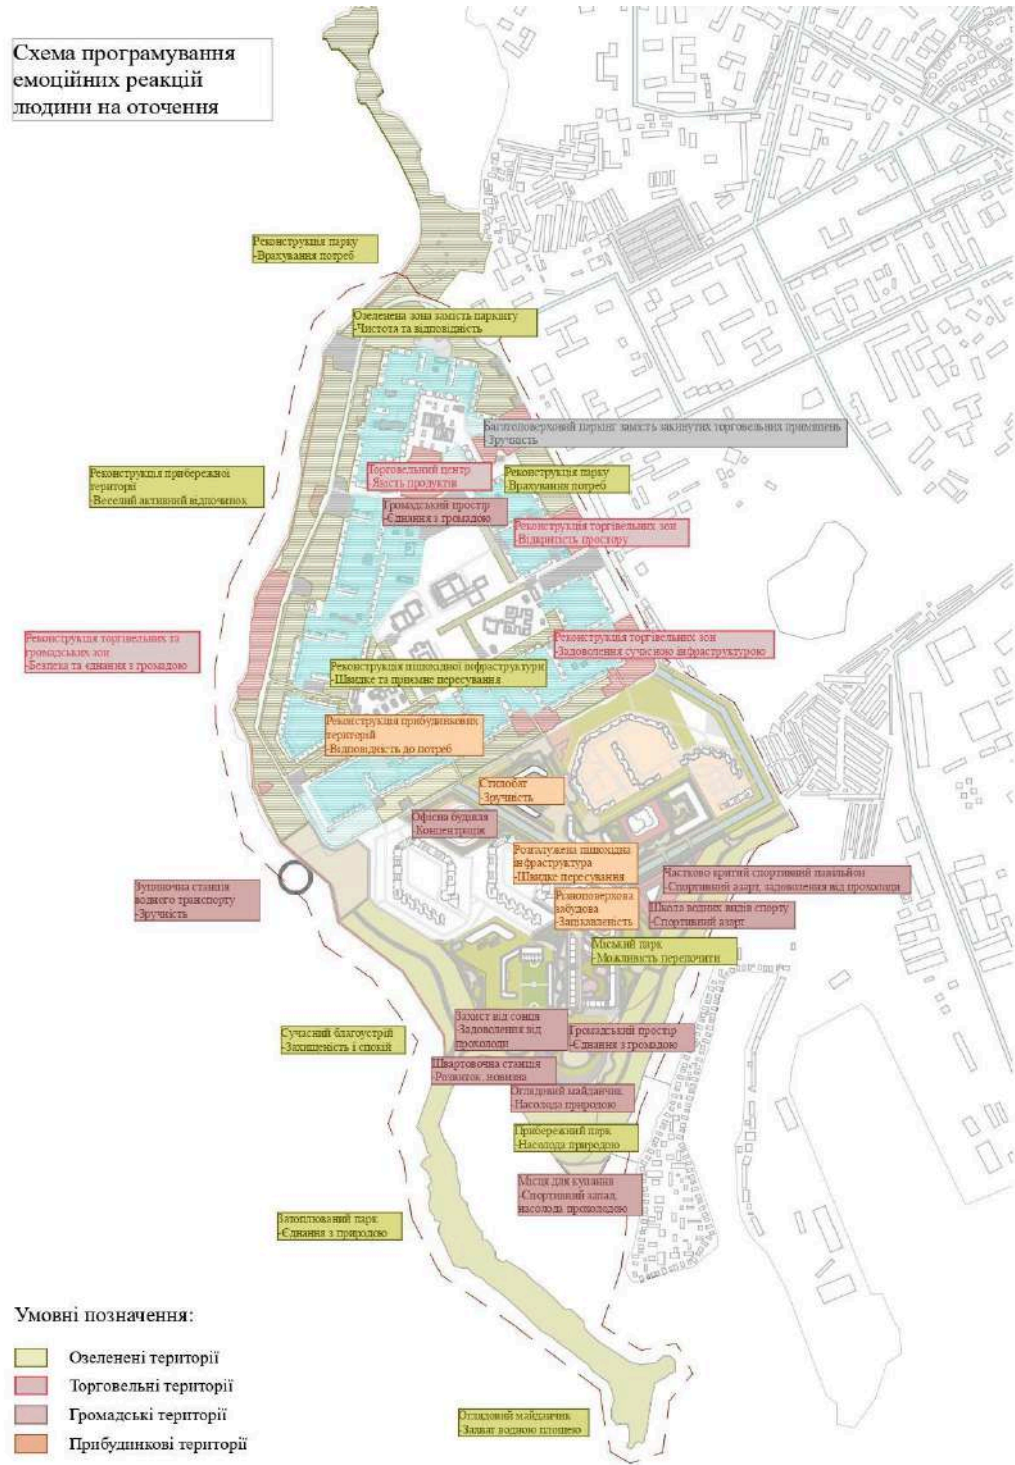 Схема програмування
емоційних реакцій
людини на оточення
Реконструкція парку
-Врахування потреб
Озеленена зона замість паркінгу
-Чистота та відповідність
Багатоповерховий паркінг замість закинутих торговельних приміщень
-Зручність
Торговельний центр
-Якість продуктів
Реконструкція парку
-Врахування потреб
Реконструкція прибережної
території
-Веселий активний відпочинок
Громадський простір
-Єднання з громадою
Реконструкція торгівельних зон
-Відкритість простору
Реконструкція торгівельних та
громадських зон
-Безпека та єднання з громадою
Реконструкція торгівельних зон
-Задоволення сучасною інфраструктурою
Реконструкція пішохідної інфраструктури
-Швидке та приємне пересування
Реконструкція прибудинкових
територій
-Відповідність до потреб
Стилобат
-Зручність
Офісна будівля
-Концентрація
Розгалужена пішохідна
інфраструктура
-Швидке пересування
Частково критий спортивний павільйон
-Спортивний азарт, задоволення від прохолоди
Зупиночна станція
водного транспорту
-Зручність
Різноповерхова
забудова
-Зацікавленість
Школа водних видів спорту
-Спортивний азарт
Міський парк
-Можливість перепочити
Захист від сонця
-Задоволення від
прохолоди
Громадський простір
-Єднання з громадою
Сучасний благоустрій
-Захищеність і спокій
Швартовочна станція
-Розвиток, новизна
Оглядовий майданчик
-Насолода природою
Прибережний парк
-Насолода природою
Місця для купання
-Спортивний запал,
насолода прохолодою
Затоплюваний парк
-Єднання з природою
Умовні позначення:
Озеленені території
Торговельні території
Громадські території
Прибудинкові території
Оглядовий майданчик
-Захват водною площею